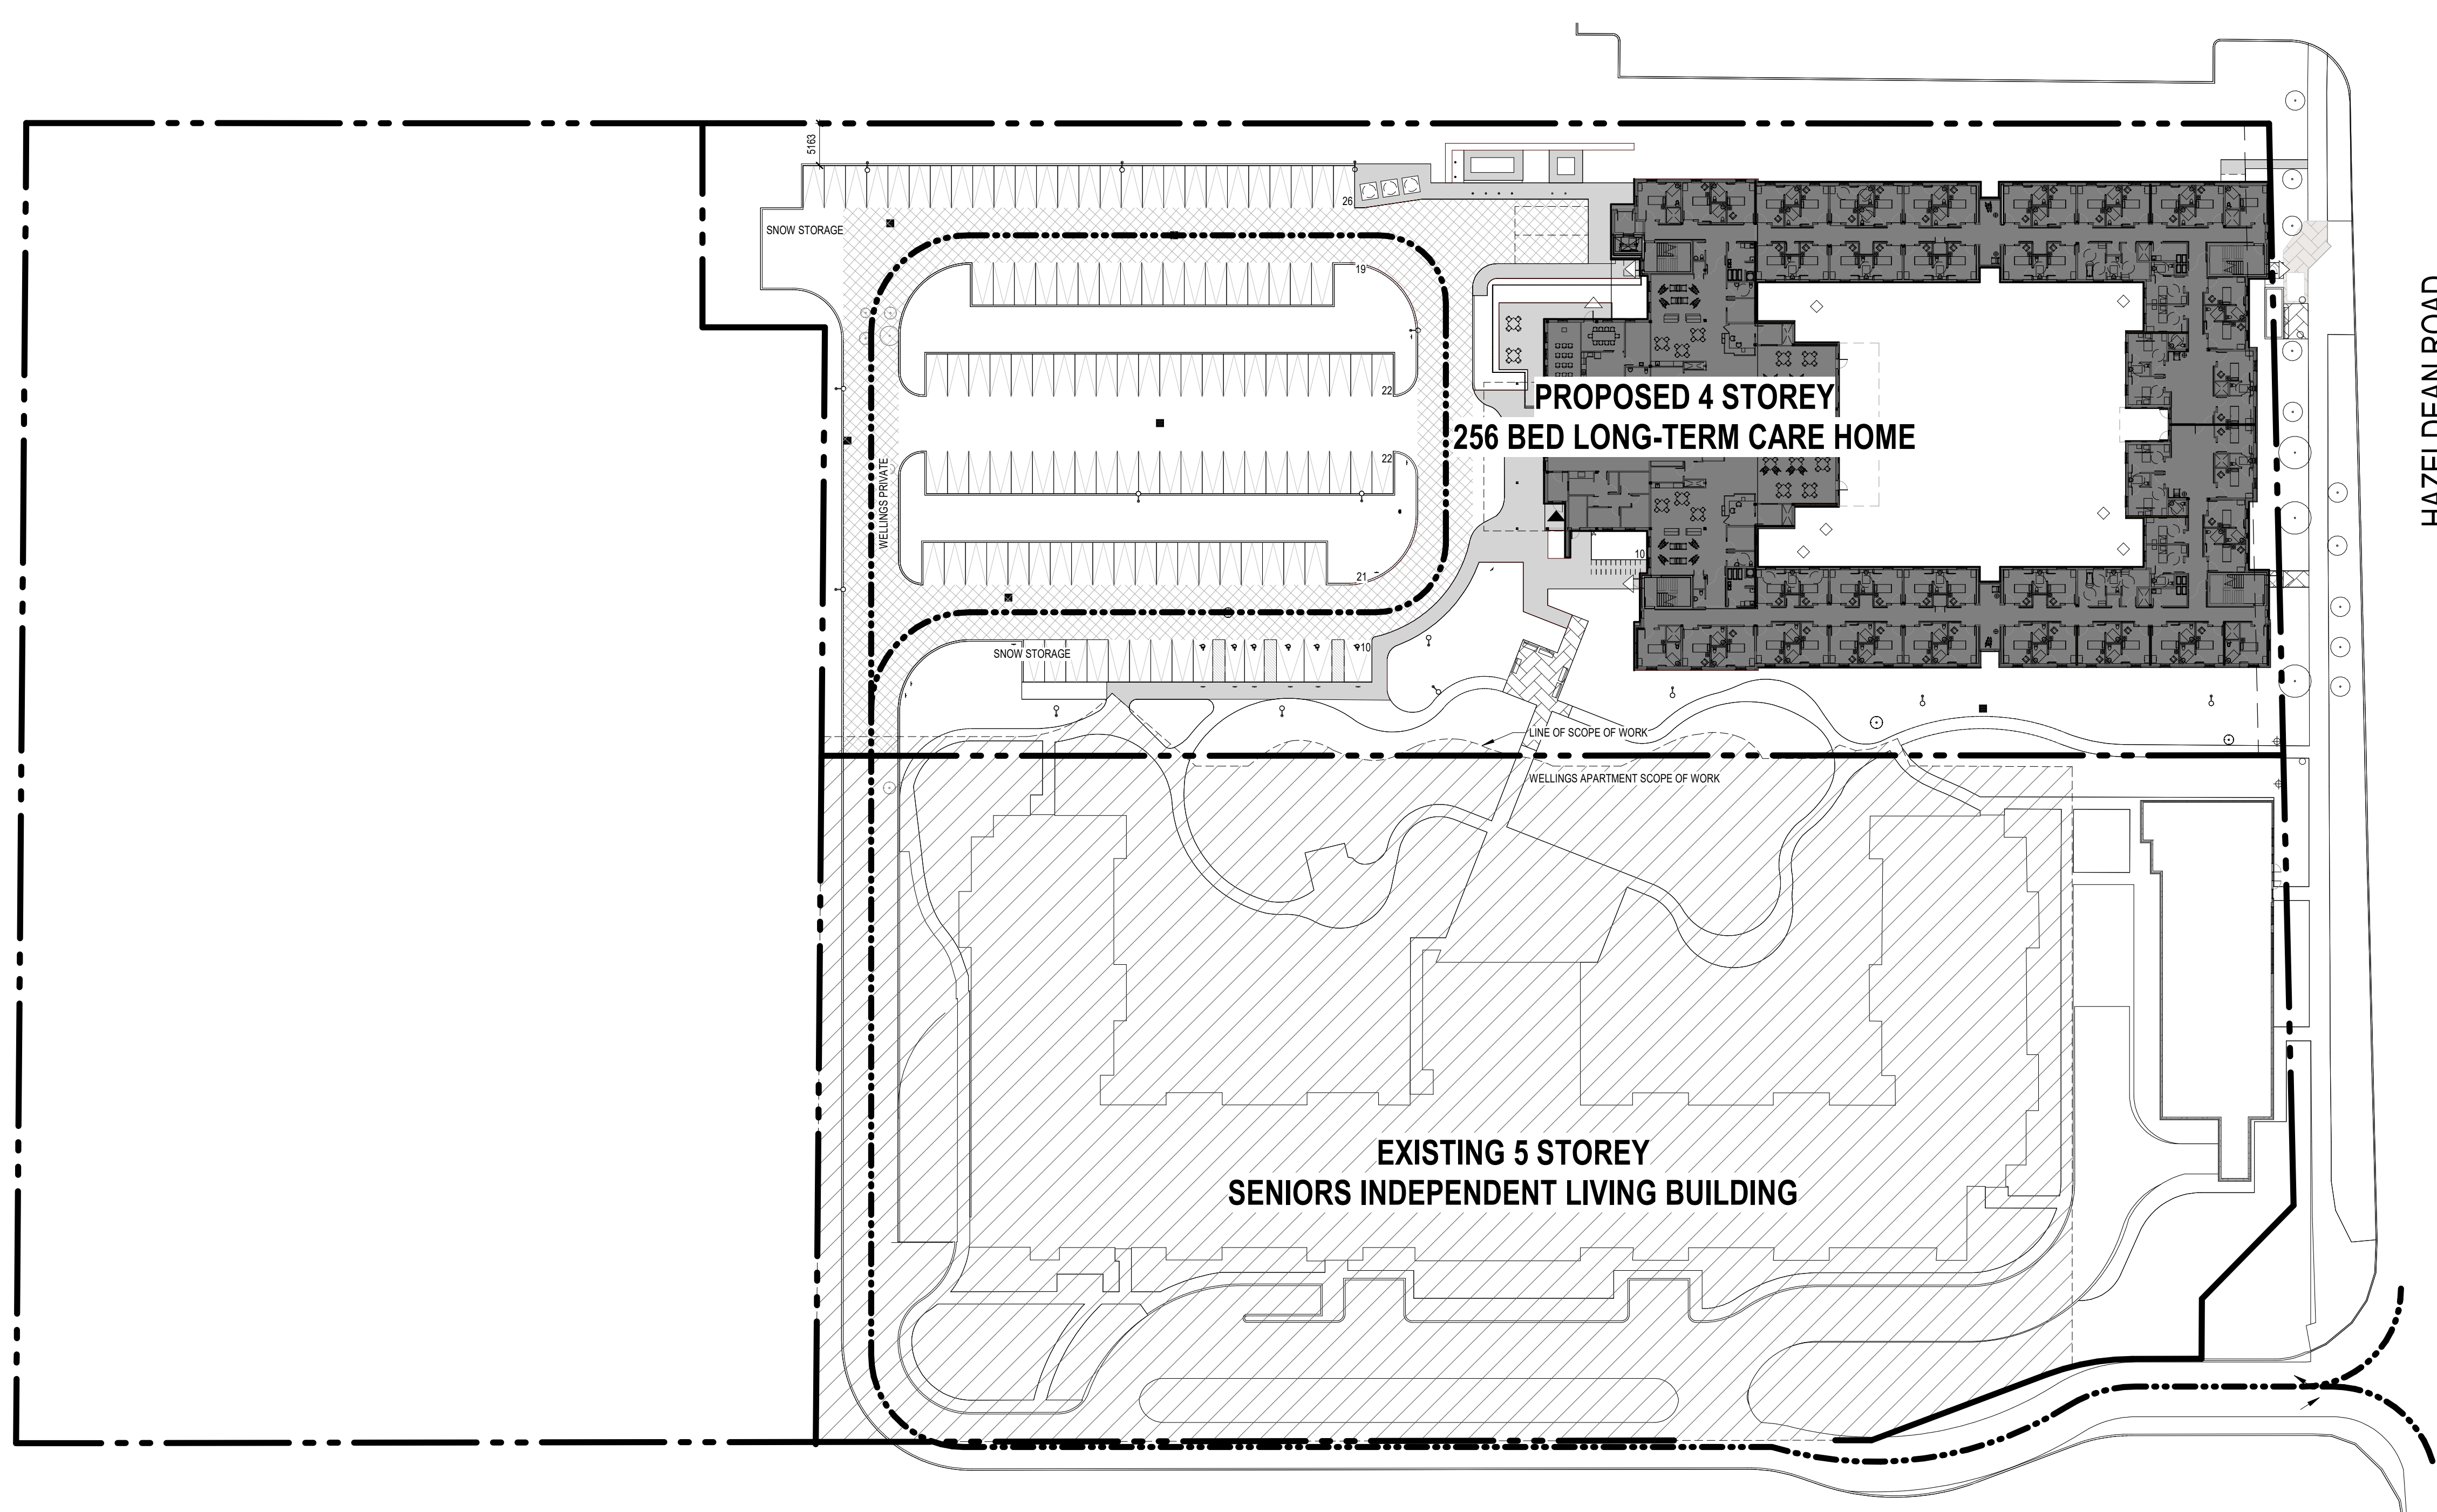 5163
26
SNOW STORAGE
19
HAZELDEAN ROAD
22
PROPOSED 4 STOREY
256 BED LONG-TERM CARE HOME
22
WELLINGS PRIVATE
10
21
SNOW STORAGE
10
LINE OF SCOPE OF WORK
WELLINGS APARTMENT SCOPE OF WORK
EXISTING 5 STOREY
SENIORS INDEPENDENT LIVING BUILDING